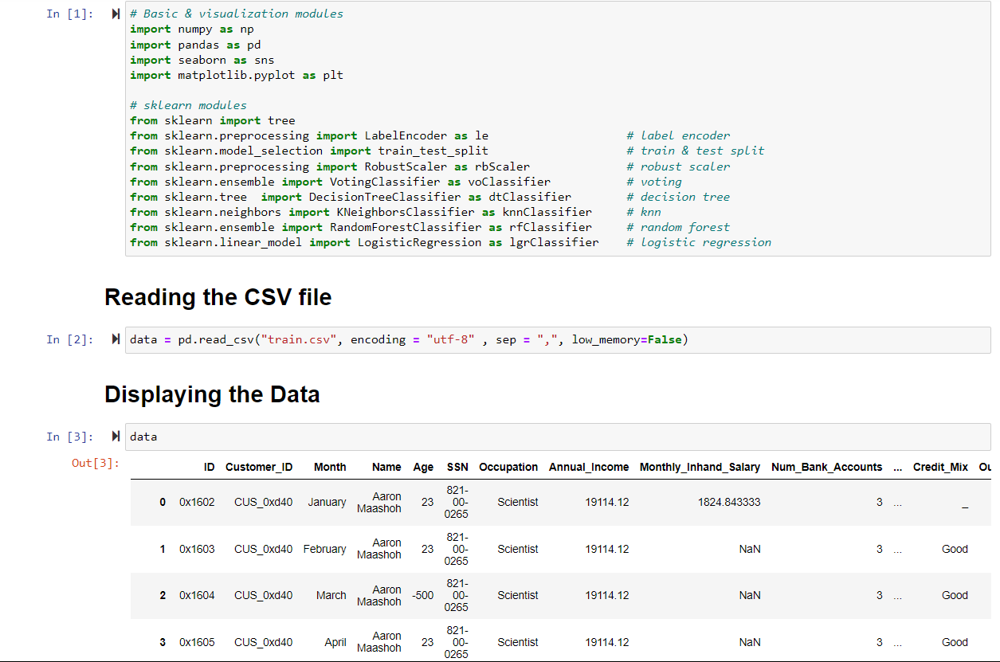 In [1]:
# Basic & visualization modules
import numpy as np
import pandas as pd
import seaborn as sns
import matplotlib.pyplot as plt
# sklearn modules
from sklearn import tree
from sklearn.preprocessing import LabelEncoder as le # label encoder
from sklearn.model_selection import train_test_split # train & test split
from sklearn.preprocessing import RobustScaler as rbScaler # robust scaler
from sklearn.ensemble import VotingClassifier as voClassifier # voting
from sklearn.tree  import DecisionTreeClassifier as dtClassifier # decision tree
from sklearn.neighbors import KNeighborsClassifier as knnClassifier # knn
from sklearn.ensemble import RandomForestClassifier as rfClassifier # random forest
from sklearn.linear_model import LogisticRegression as lgrClassifier # logistic regression
Reading the CSV file
In [2]: data = pd.read_csv("train.csv", encoding = "utf-8" , sep = ",", low_memory=False)
Displaying the Data
In [3]: data
Out[3]:
ID Customer_ID Month Name Age SSN Occupation Annual_Income Monthly_Inhand_Salary Num_Bank_Accounts ... Credit_Mix Ou
0 0x1602 CUS_0xd40 January Aaron Maashoh 23 821-00-0265 Scientist 19114.12 1824.843333 3 ... _
1 0x1603 CUS_0xd40 February Aaron Maashoh 23 821-00-0265 Scientist 19114.12 NaN 3 ... Good
2 0x1604 CUS_0xd40 March Aaron Maashoh -500 821-00-0265 Scientist 19114.12 NaN 3 ... Good
3 0x1605 CUS_0xd40 April Aaron Maashoh 23 821-00-0265 Scientist 19114.12 NaN 3 ... Good